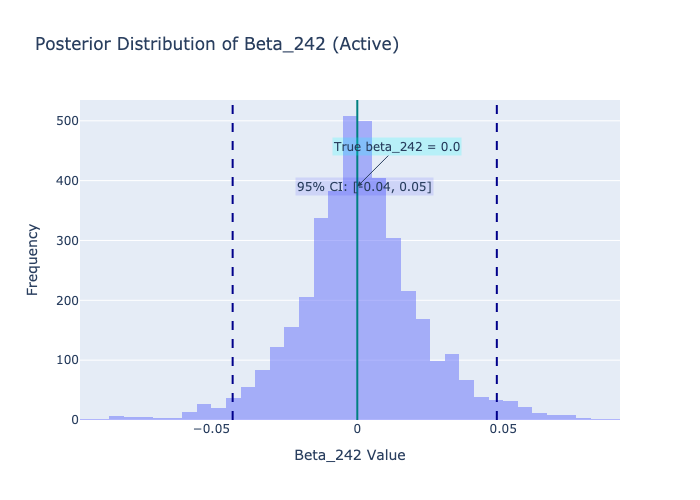 Posterior Distribution of Beta_242 (Active)
500
True beta_242 = 0.0
400
95% CI: [-0.04, 0.05]
300
Frequency
200
100
0
−0.05
0
0.05
Beta_242 Value